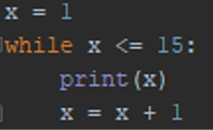 x = 1
while x <= 15:
    print(x)
    x = x + 1